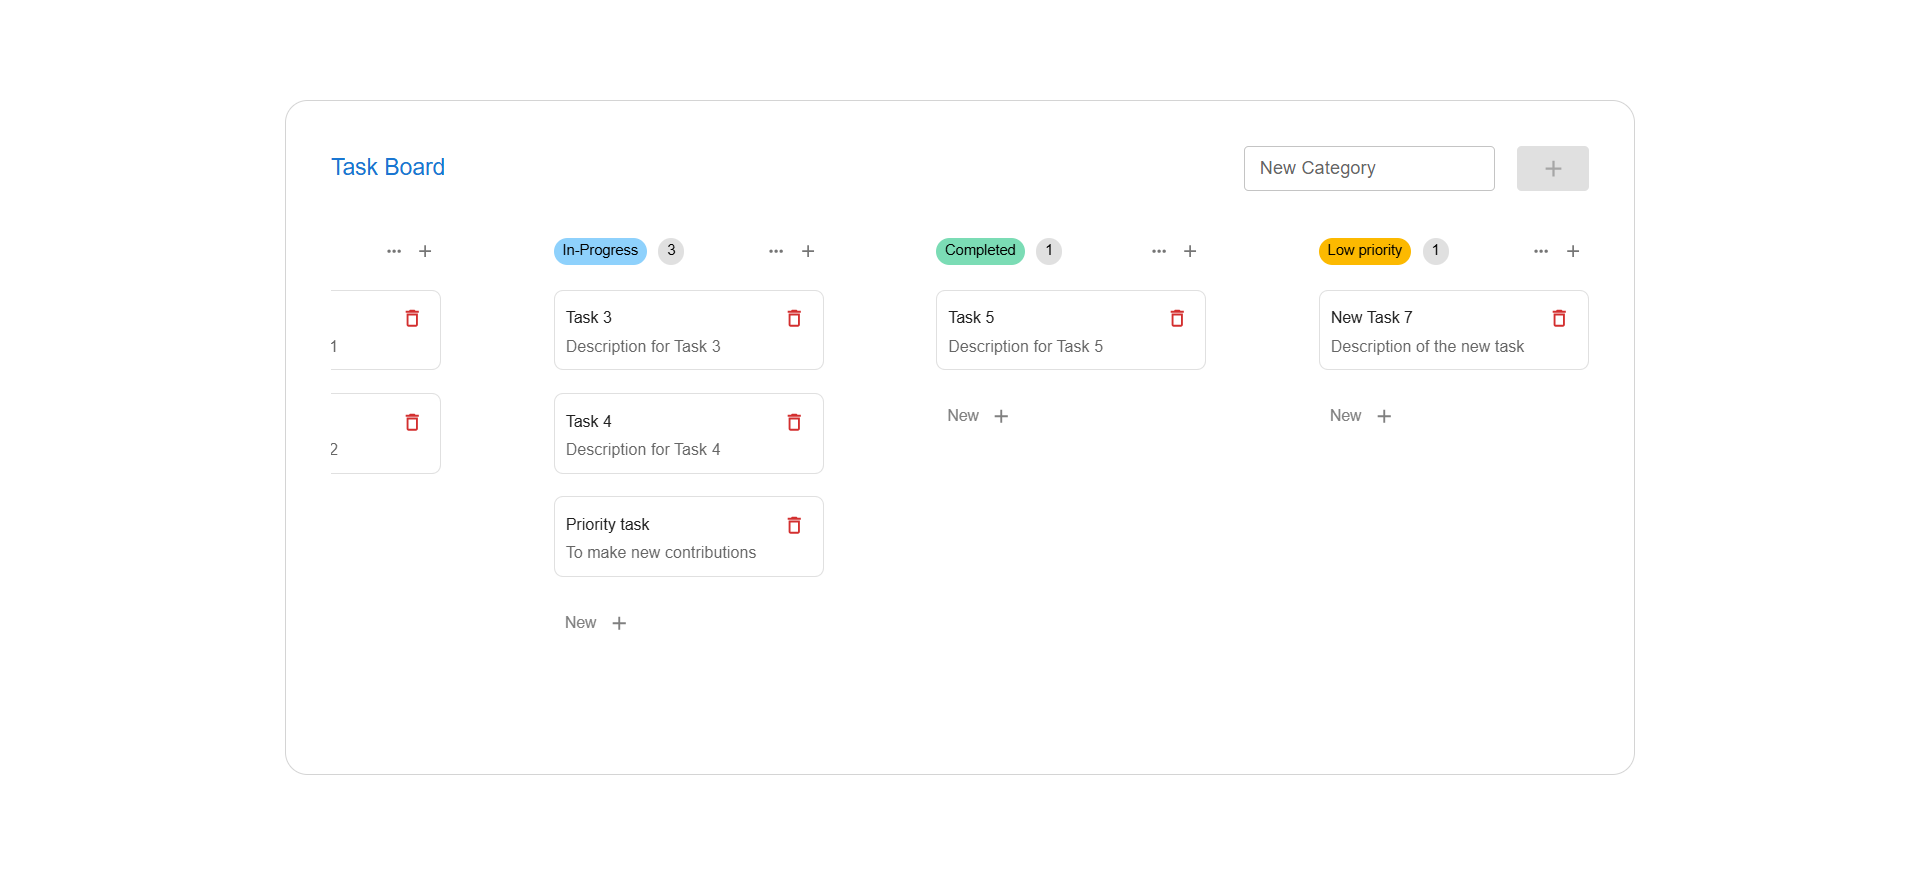 Task Board
New Category
In-Progress 3
Completed 1
Low priority 1
1
2
Task 3
Description for Task 3
Task 4
Description for Task 4
Priority task
To make new contributions
New
Task 5
Description for Task 5
New
New Task 7
Description of the new task
New